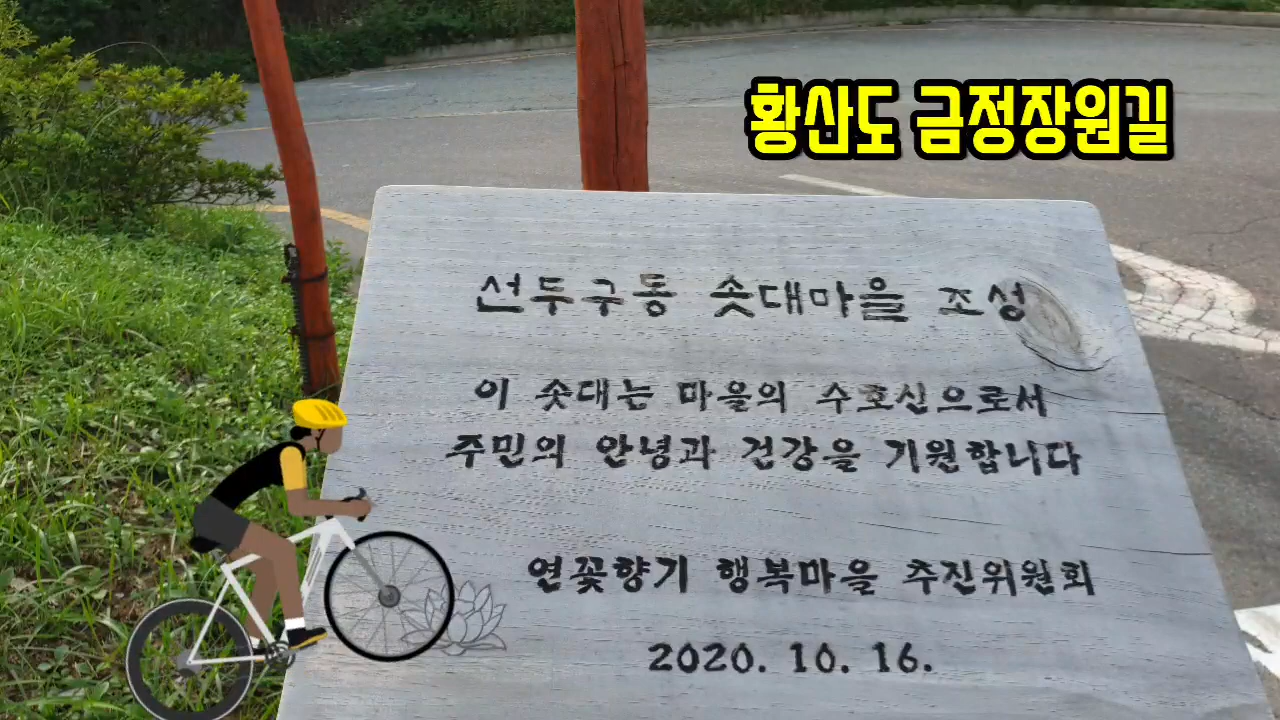 황산도 금정장원길
선두구동 솟대마을 조성
이 솟대는 마을의 수호신으로서
주민의 안녕과 건강을 기원합니다
연꽃향기 행복마을 추진위원회
2020. 10. 16.